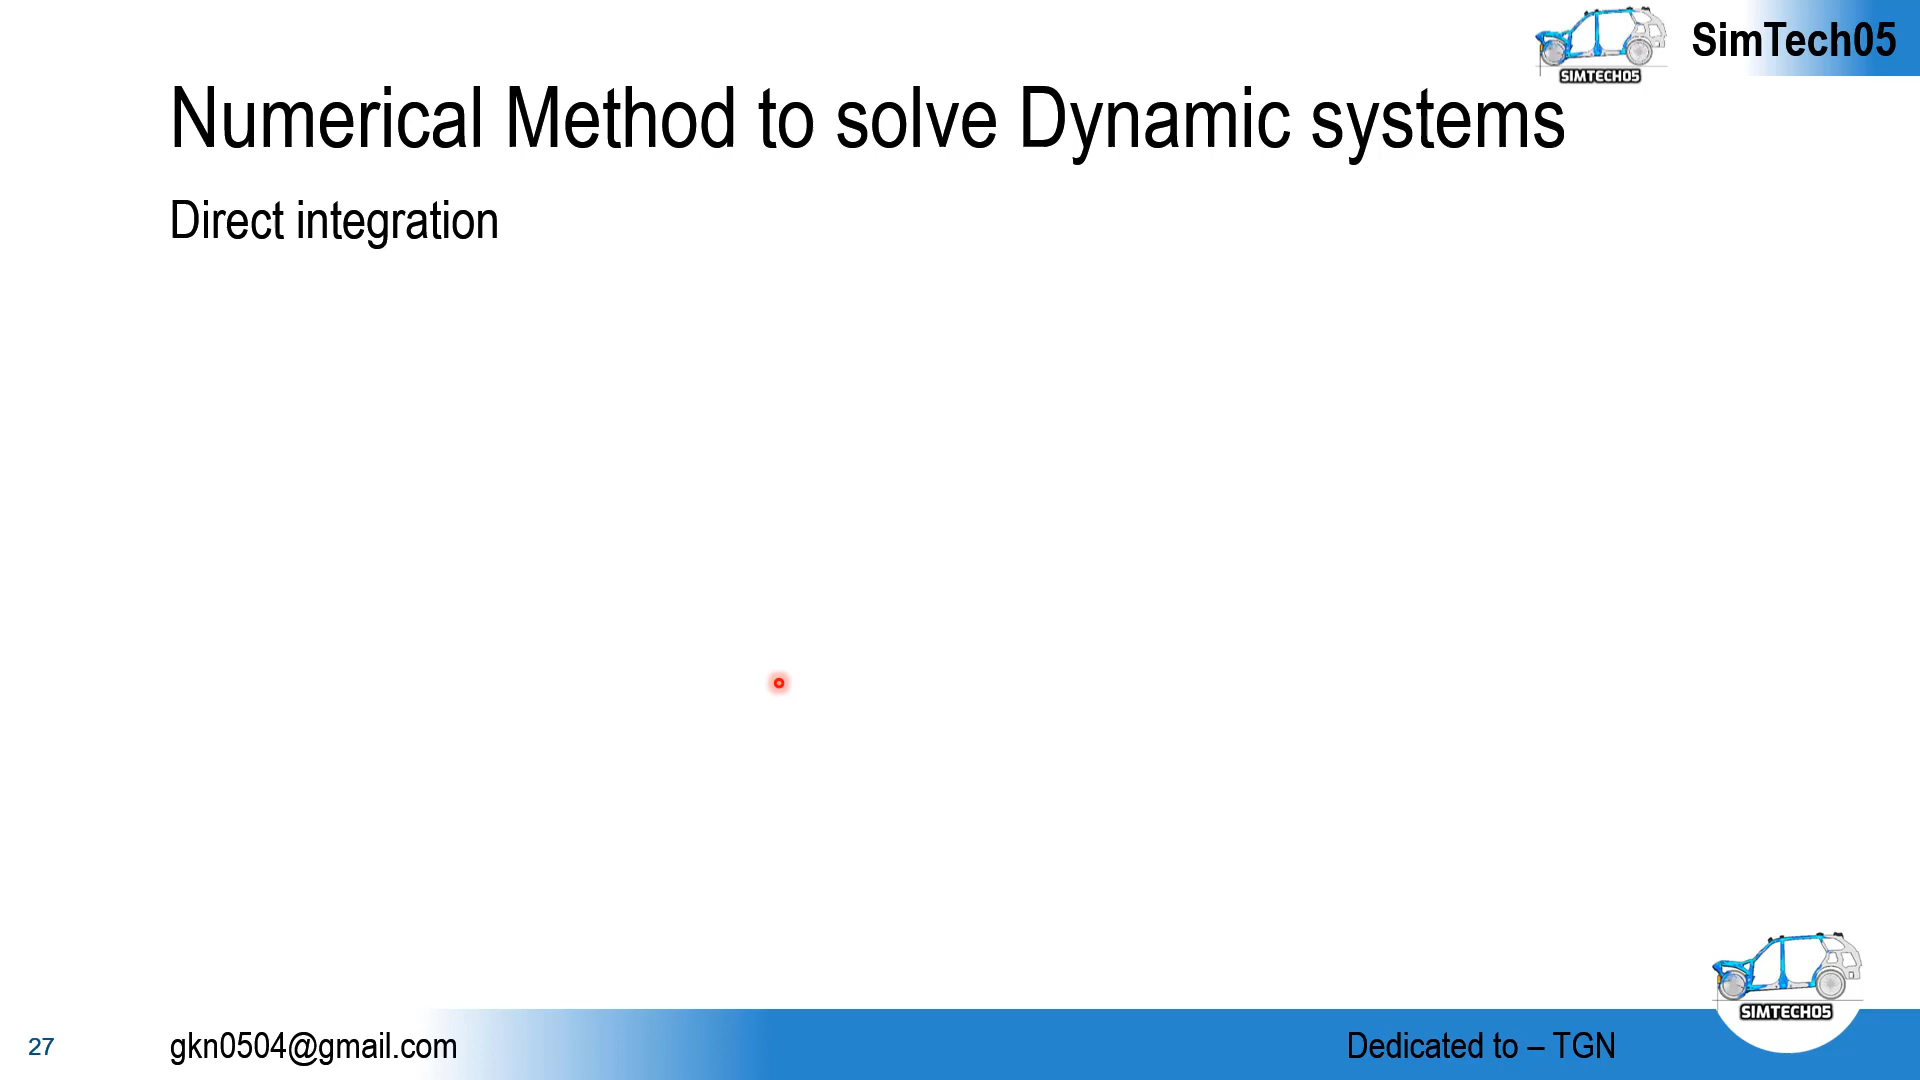 SimTech05
SIMTECH05
Numerical Method to solve Dynamic systems
Direct integration
SIMTECH05
27
gkn0504@gmail.com
Dedicated to – TGN